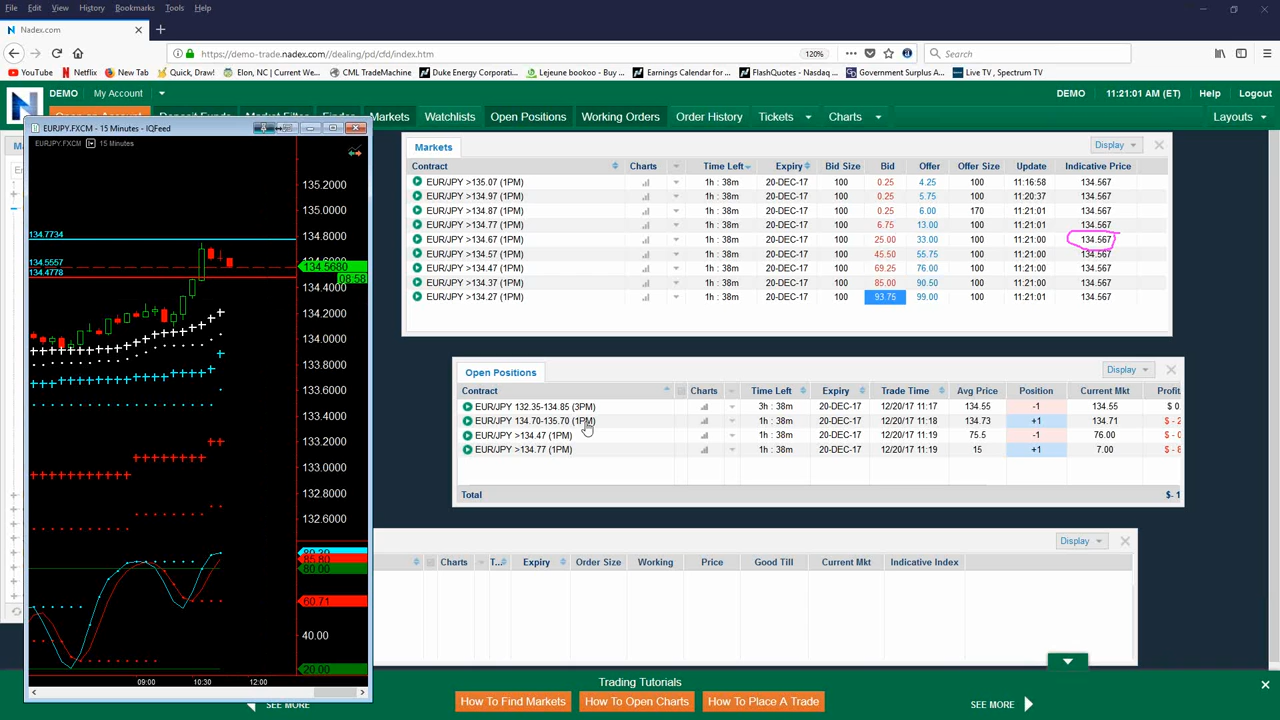 File Edit View History Bookmarks Tools Help
Nadex.com
https://demo-trade.nadex.com/dealing/pd/cfd/index.htm 120% Search
YouTube Netflix New Tab Quick, Draw! Elon, NC | Current We... CML TradeMachine Duke Energy Corporati... Lejeune bookoo - Buy ... Earnings Calendar for ... FlashQuotes - Nasdaq ... Government Surplus A... Live TV , Spectrum TV
DEMO My Account DEMO 11:21:01 AM (ET) Help Logout
Markets Watchlists Open Positions Working Orders Order History Tickets Charts Layouts
EURJPY.FXCM - 15 Minutes - IQFeed
EURJPY.FXCM 15 Minutes
135.2000
135.0000
134.8000
134.7734
134.5557
134.5680
134.4778
08:58
134.4000
134.2000
134.0000
133.8000
133.6000
133.4000
133.2000
133.0000
132.8000
132.6000
80.00
60.71
40.00
20.00
09:00 10:30 12:00
Markets Display
Contract Charts Time Left Expiry Bid Size Bid Offer Offer Size Update Indicative Price
EUR/JPY >135.07 (1PM) 1h : 38m 20-DEC-17 100 0.25 4.25 100 11:16:58 134.567
EUR/JPY >134.97 (1PM) 1h : 38m 20-DEC-17 100 0.25 5.75 100 11:20:37 134.567
EUR/JPY >134.87 (1PM) 1h : 38m 20-DEC-17 100 0.25 6.00 170 11:21:01 134.567
EUR/JPY >134.77 (1PM) 1h : 38m 20-DEC-17 100 6.75 13.00 100 11:21:01 134.567
EUR/JPY >134.67 (1PM) 1h : 38m 20-DEC-17 100 25.00 33.00 100 11:21:00 134.567
EUR/JPY >134.57 (1PM) 1h : 38m 20-DEC-17 100 45.50 55.75 100 11:21:00 134.567
EUR/JPY >134.47 (1PM) 1h : 38m 20-DEC-17 100 69.25 76.00 100 11:21:00 134.567
EUR/JPY >134.37 (1PM) 1h : 38m 20-DEC-17 100 85.00 90.50 100 11:21:00 134.567
EUR/JPY >134.27 (1PM) 1h : 38m 20-DEC-17 100 93.75 99.00 100 11:21:01 134.567
Open Positions Display
Contract Charts Time Left Expiry Trade Time Avg Price Position Current Mkt Profit
EUR/JPY 132.35-134.85 (3PM) 3h : 38m 20-DEC-17 12/20/17 11:17 134.55 -1 134.55 $ 0.
EUR/JPY 134.70-135.70 (1PM) 1h : 38m 20-DEC-17 12/20/17 11:18 134.73 +1 134.71 $ - 2
EUR/JPY >134.47 (1PM) 1h : 38m 20-DEC-17 12/20/17 11:19 75.5 -1 76.00 $ - 0
EUR/JPY >134.77 (1PM) 1h : 38m 20-DEC-17 12/20/17 11:19 15 +1 7.00 $ - 8
Total $- 1
Display
Charts T... Expiry Order Size Working Price Good Till Current Mkt Indicative Index
Trading Tutorials
SEE MORE How To Find Markets How To Open Charts How To Place A Trade SEE MORE